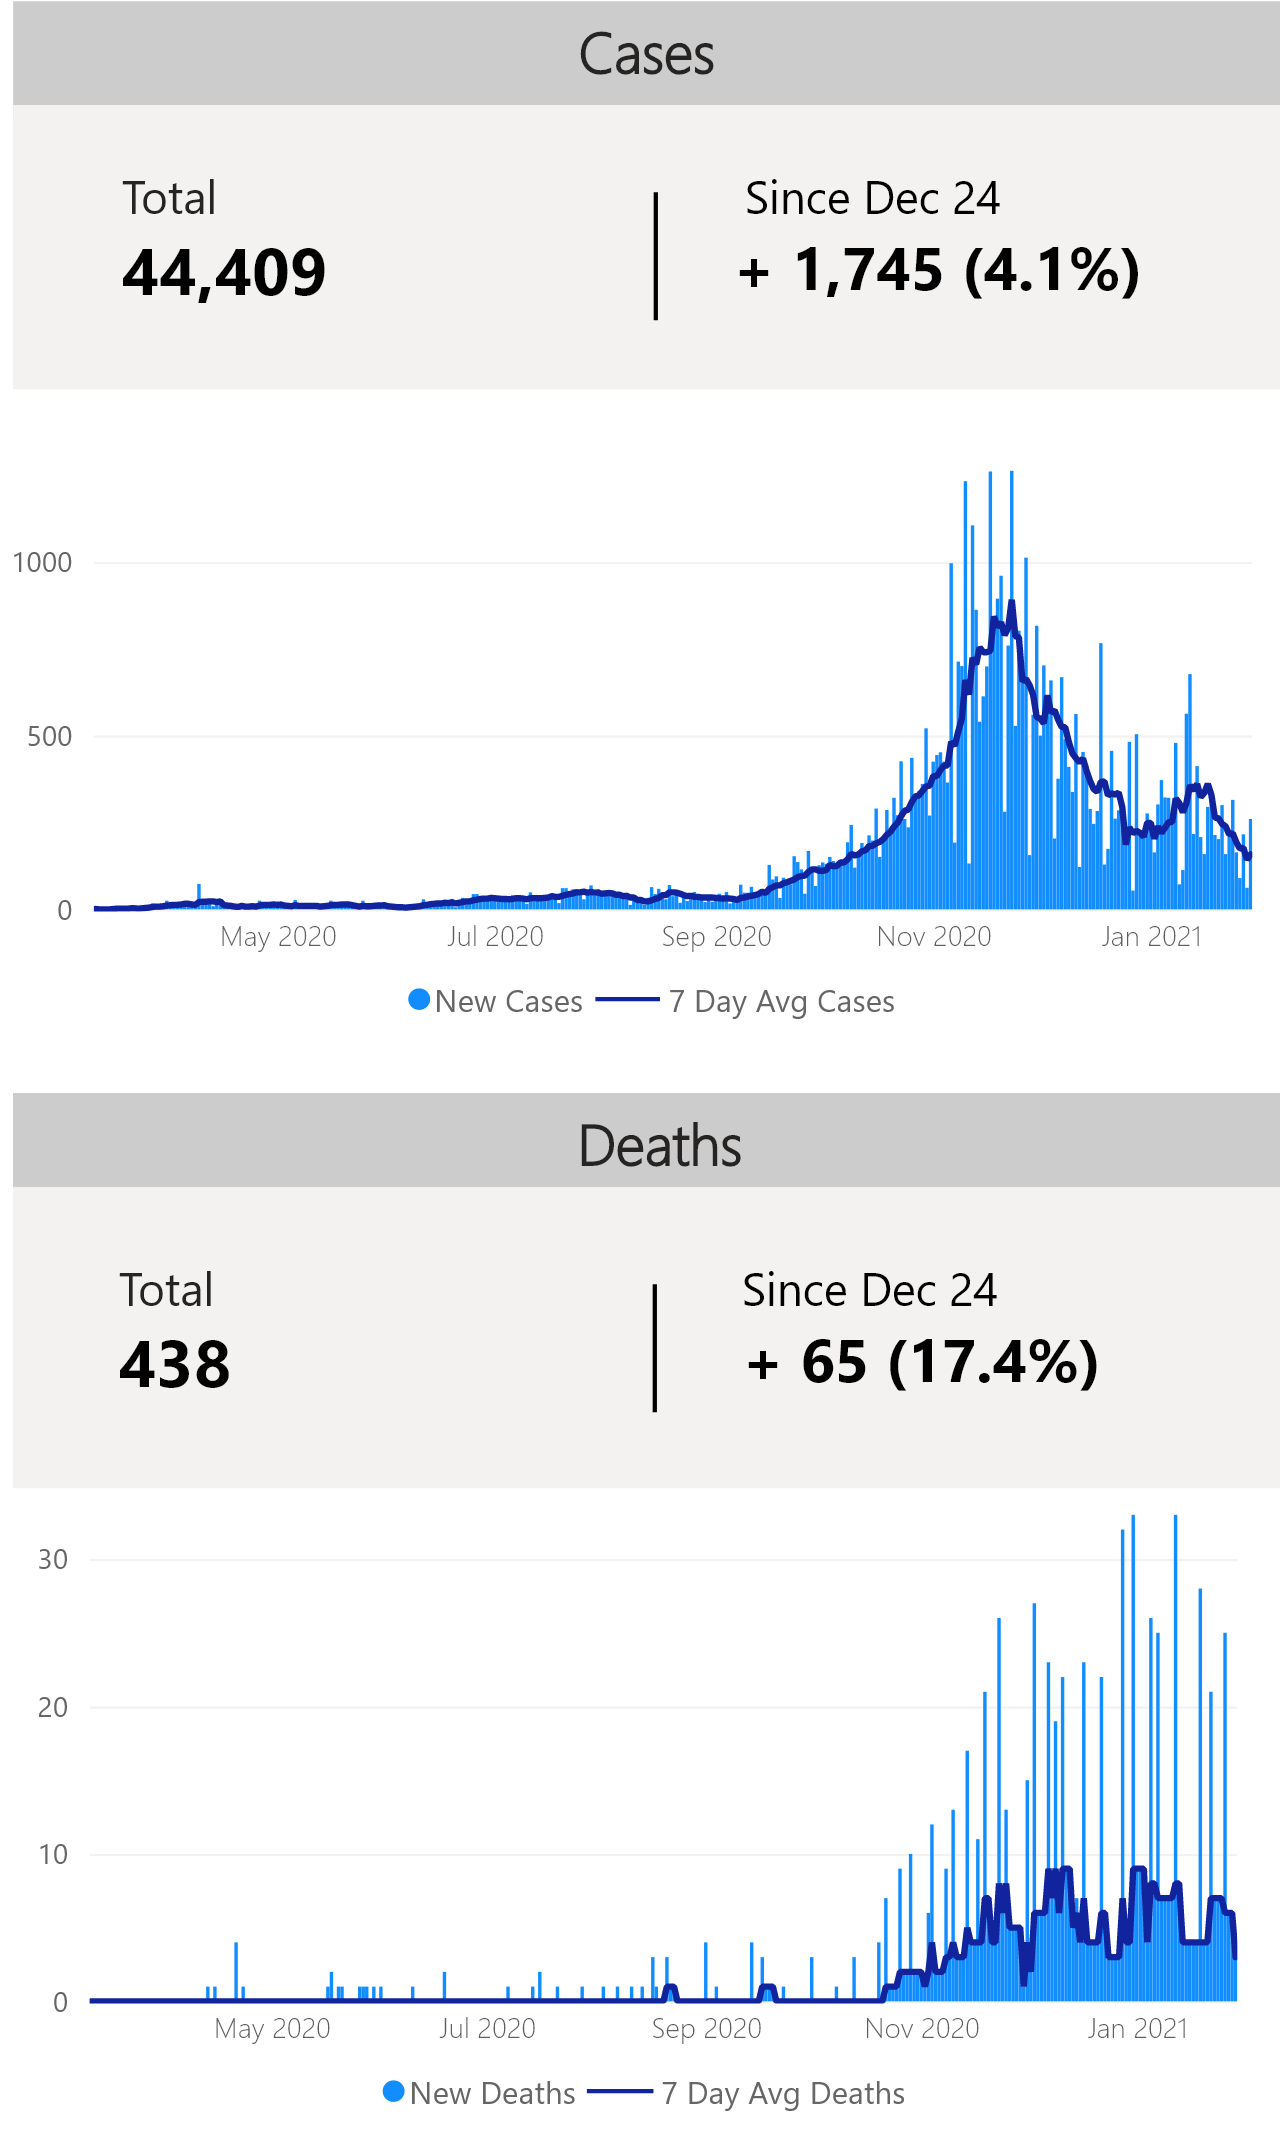 Cases
Total
Since Dec 24
44,409
+ 1,745 (4.1%)
1000
500
0
May 2020
Jul 2020
Sep 2020
Nov 2020
Jan 2021
New Cases
7 Day Avg Cases
Deaths
Total
Since Dec 24
438
+ 65 (17.4%)
30
20
10
0
May 2020
Jul 2020
Sep 2020
Nov 2020
Jan 2021
New Deaths
7 Day Avg Deaths